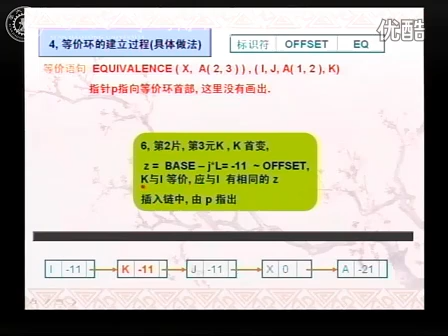 优酷
4, 等价环的建立过程(具体做法)
标识符 OFFSET EQ
等价语句 EQUIVALENCE ( X, A( 2, 3 ) ) , ( I, J, A( 1, 2 ), K)
指针p指向等价环首部, 这里没有画出.
6, 第2片, 第3元K , K 首变,
z = BASE – j*L= -11 ~ OFFSET,
K与I 等价, 应与I 有相同的 z
插入链中, 由 p 指出
I -11 K -11 J -11 X 0 A -21